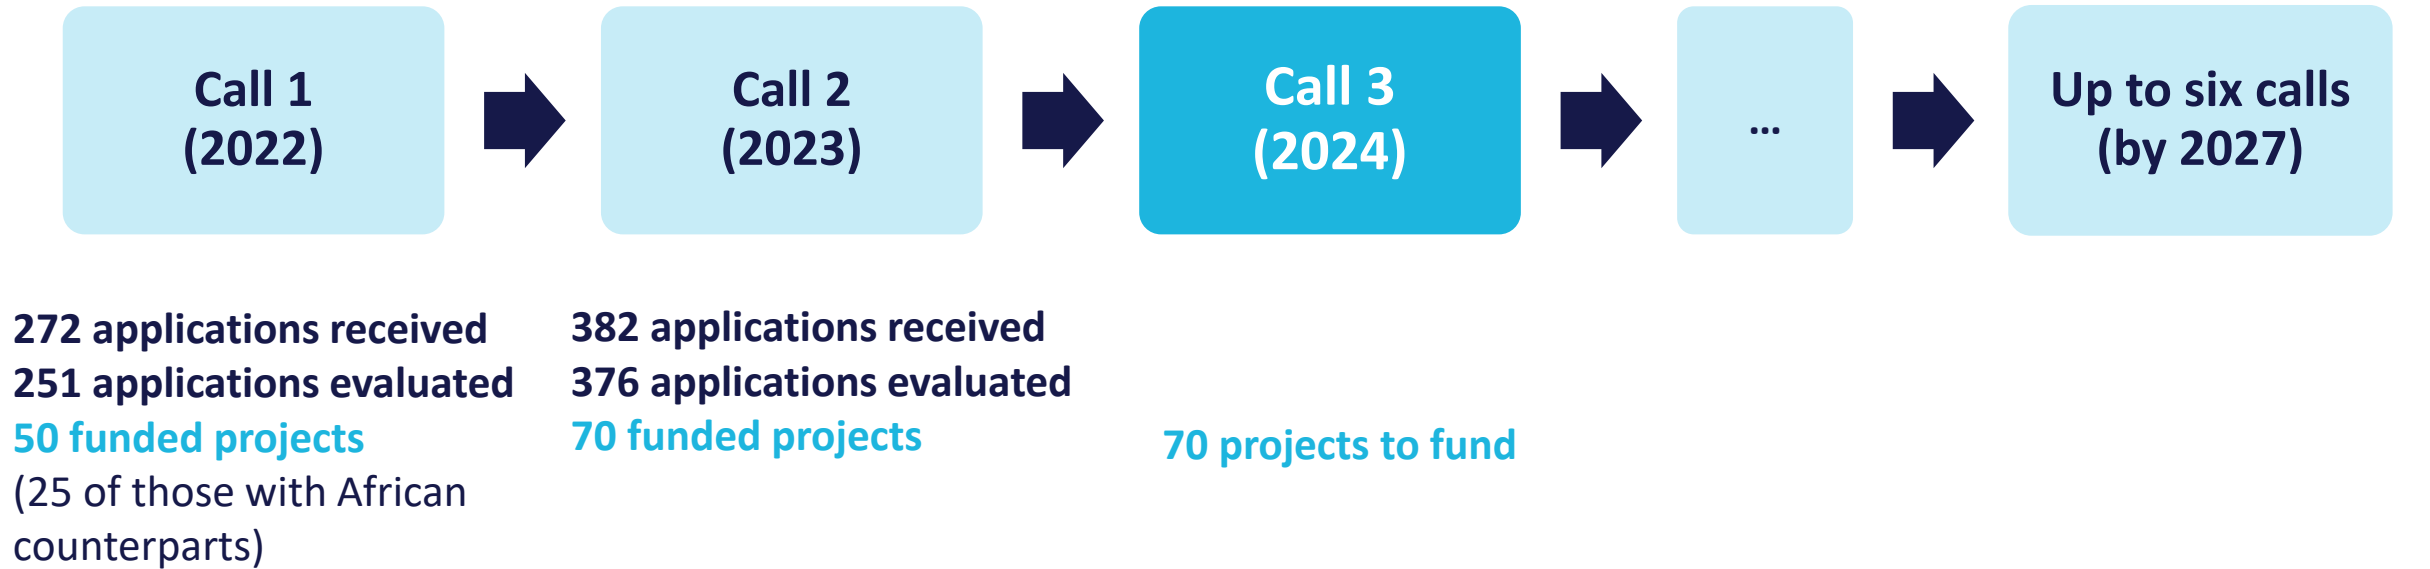 Call 1
(2022)
Call 2
(2023)
Call 3
(2024)
...
Up to six calls
(by 2027)
272 applications received
251 applications evaluated
50 funded projects
(25 of those with African
counterparts)
382 applications received
376 applications evaluated
70 funded projects
70 projects to fund